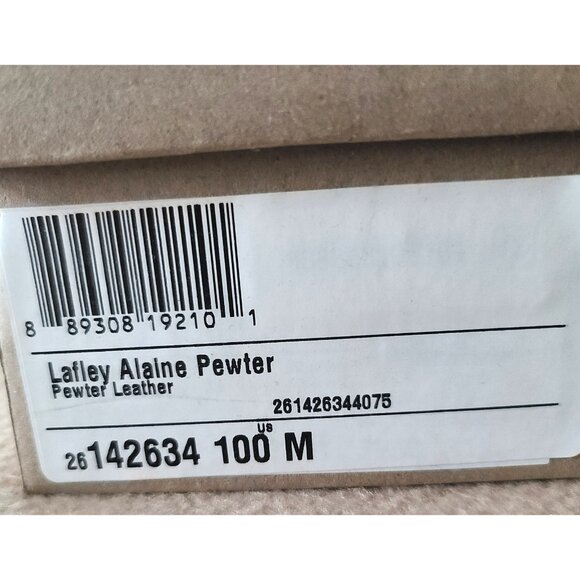 8 89308 19210 1
Lafley Alaine Pewter
Pewter Leather
261426344075
US
26142634 100 M